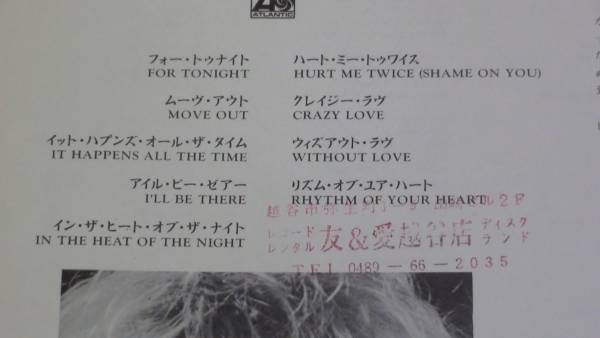 ATLANTIC
フォー・トゥナイト
FOR TONIGHT
ムーヴ・アウト
MOVE OUT
イット・ハプンズ・オール・ザ・タイム
IT HAPPENS ALL THE TIME
アイル・ビー・ゼアー
I'LL BE THERE
イン・ザ・ヒート・オブ・ザ・ナイト
IN THE HEAT OF THE NIGHT
ハート・ミー・トゥワイス
HURT ME TWICE (SHAME ON YOU)
クレイジー・ラヴ
CRAZY LOVE
ウィズアウト・ラヴ
WITHOUT LOVE
リズム・オブ・ユア・ハート
RHYTHM OF YOUR HEART
越谷市弥生町 2F
レコード
レンタル
友&愛越谷店
ディスク
ランド
TEL 0489-66-2035